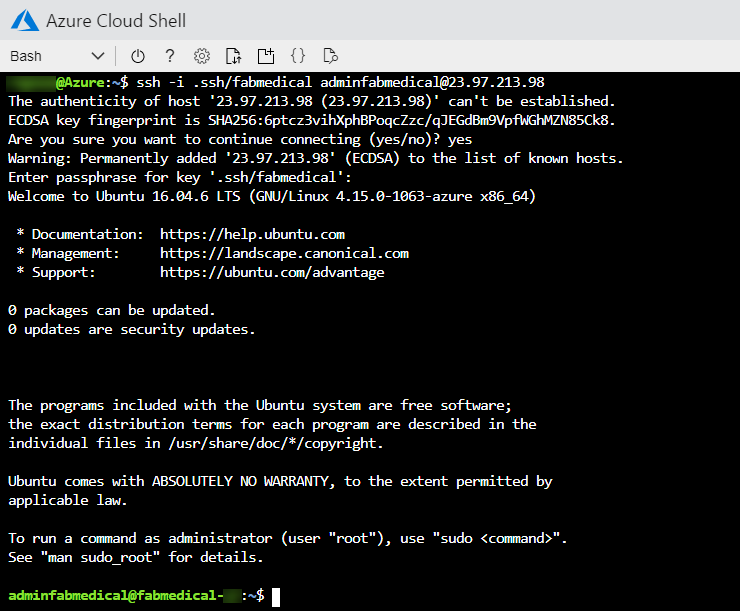 Azure Cloud Shell
Bash
@Azure:~$ ssh -i .ssh/fabmedical adminfabmedical@23.97.213.98
The authenticity of host '23.97.213.98 (23.97.213.98)' can't be established.
ECDSA key fingerprint is SHA256:6ptcz3vihXphBPoqcZzc/qJEGdBm9VpfWGhMZN85Ck8.
Are you sure you want to continue connecting (yes/no)? yes
Warning: Permanently added '23.97.213.98' (ECDSA) to the list of known hosts.
Enter passphrase for key '.ssh/fabmedical':
Welcome to Ubuntu 16.04.6 LTS (GNU/Linux 4.15.0-1063-azure x86_64)
* Documentation:  https://help.ubuntu.com
* Management:     https://landscape.canonical.com
* Support:        https://ubuntu.com/advantage
0 packages can be updated.
0 updates are security updates.
The programs included with the Ubuntu system are free software;
the exact distribution terms for each program are described in the
individual files in /usr/share/doc/*/copyright.
Ubuntu comes with ABSOLUTELY NO WARRANTY, to the extent permitted by
applicable law.
To run a command as administrator (user "root"), use "sudo <command>".
See "man sudo_root" for details.
adminfabmedical@fabmedical-:~$